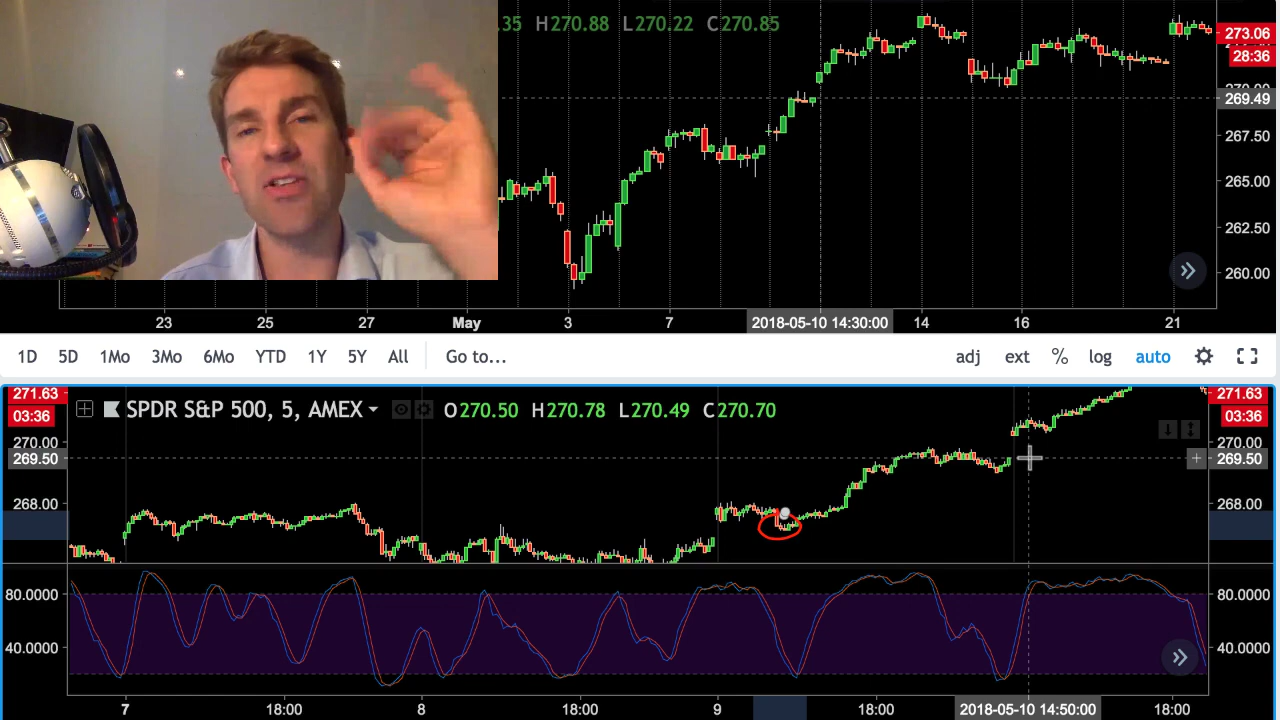 .35 H270.88 L270.22 C270.85
273.06
28:36
269.49
267.50
265.00
262.50
260.00
23 25 27 May 3 7 2018-05-10 14:30:00 14 16 21
1D 5D 1Mo 3Mo 6Mo YTD 1Y 5Y All Go to... adj ext % log auto
271.63 271.63
03:36 SPDR S&P 500, 5, AMEX O270.50 H270.78 L270.49 C270.70 03:36
270.00 270.00
269.50 269.50
268.00 268.00
80.0000 80.0000
40.0000 40.0000
7 18:00 8 18:00 9 18:00 2018-05-10 14:50:00 18:00